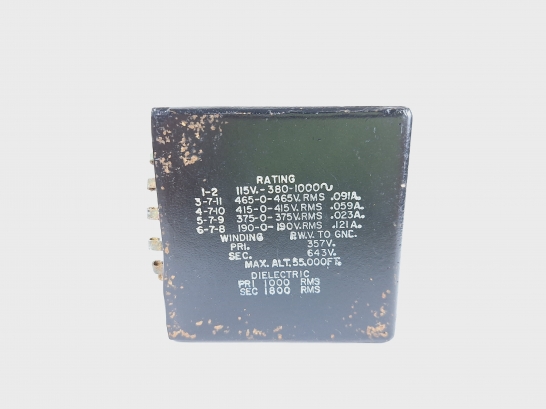 RATING
1-2 115V.-380-1000~
3-7-11 465-0-465V.RMS .091A.
4-7-10 415-0-415V.RMS .059A.
5-7-9 375-0-375V.RMS .023A.
6-7-8 190-0-190V.RMS .121A.
WINDING R.W.V. TO GND.
PRI. 357V.
SEC. 643V.
MAX. ALT.55,000FT.
DIELECTRIC
PRI 1000 RMS
SEC 1800 RMS